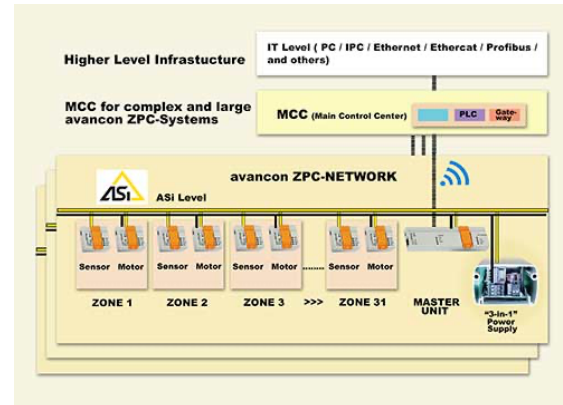 Higher Level Infrastucture
IT Level ( PC / IPC / Ethernet / Ethercat / Profibus /
and others)
MCC for complex and large
avancon ZPC-Systems
MCC (Main Control Center)
PLC
Gate-
way
avancon ZPC-NETWORK
ASi
ASi Level
Sensor Motor Sensor Motor Sensor Motor ........ Sensor Motor
ZONE 1 ZONE 2 ZONE 3 >>> ZONE 31
MASTER
UNIT
"3-in-1"
Power
Supply